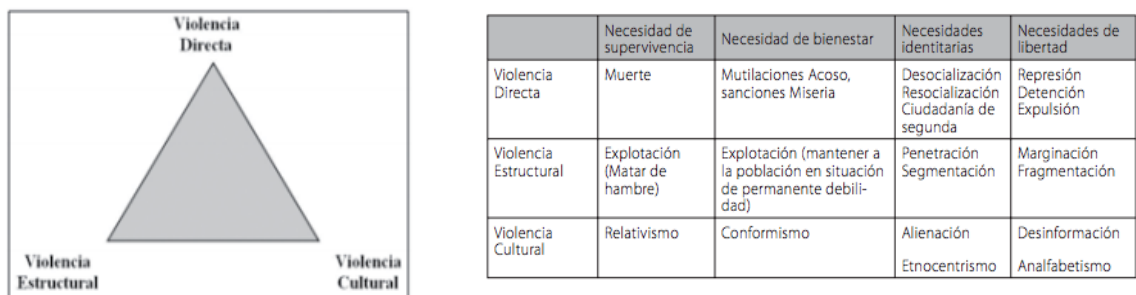 Violencia
Directa
Violencia
Estructural
Violencia
Cultural
Necesidad de
supervivencia
Necesidad de bienestar
Necesidades
identitarias
Necesidades de
libertad
Violencia
Directa
Muerte
Mutilaciones Acoso,
sanciones Miseria
Desocialización
Resocialización
Ciudadanía de
segunda
Represión
Detención
Expulsión
Violencia
Estructural
Explotación
(Matar de
hambre)
Explotación (mantener a
la población en situación
de permanente debili-
dad)
Penetración
Segmentación
Marginación
Fragmentación
Violencia
Cultural
Relativismo
Conformismo
Alienación
Etnocentrismo
Desinformación
Analfabetismo